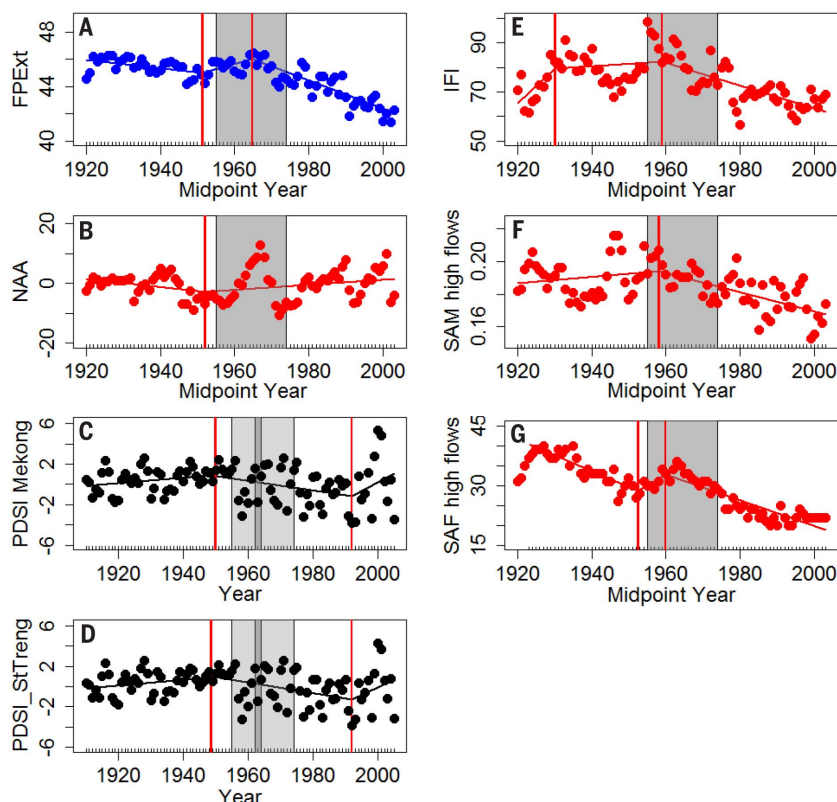 A
FPExt
40 44 48
1920 1940 1960 1980 2000
Midpoint Year
B
NAA
-20 0 20
1920 1940 1960 1980 2000
Midpoint Year
C
PDSI Mekong
-6 -2 2 6
1920 1940 1960 1980 2000
Year
D
PDSI_StTreng
-6 -2 2 6
1920 1940 1960 1980 2000
Year
E
IFI
50 70 90
1920 1940 1960 1980 2000
Midpoint Year
F
SAM high flows
0.16 0.20
1920 1940 1960 1980 2000
Midpoint Year
G
SAF high flows
15 30 45
1920 1940 1960 1980 2000
Midpoint Year